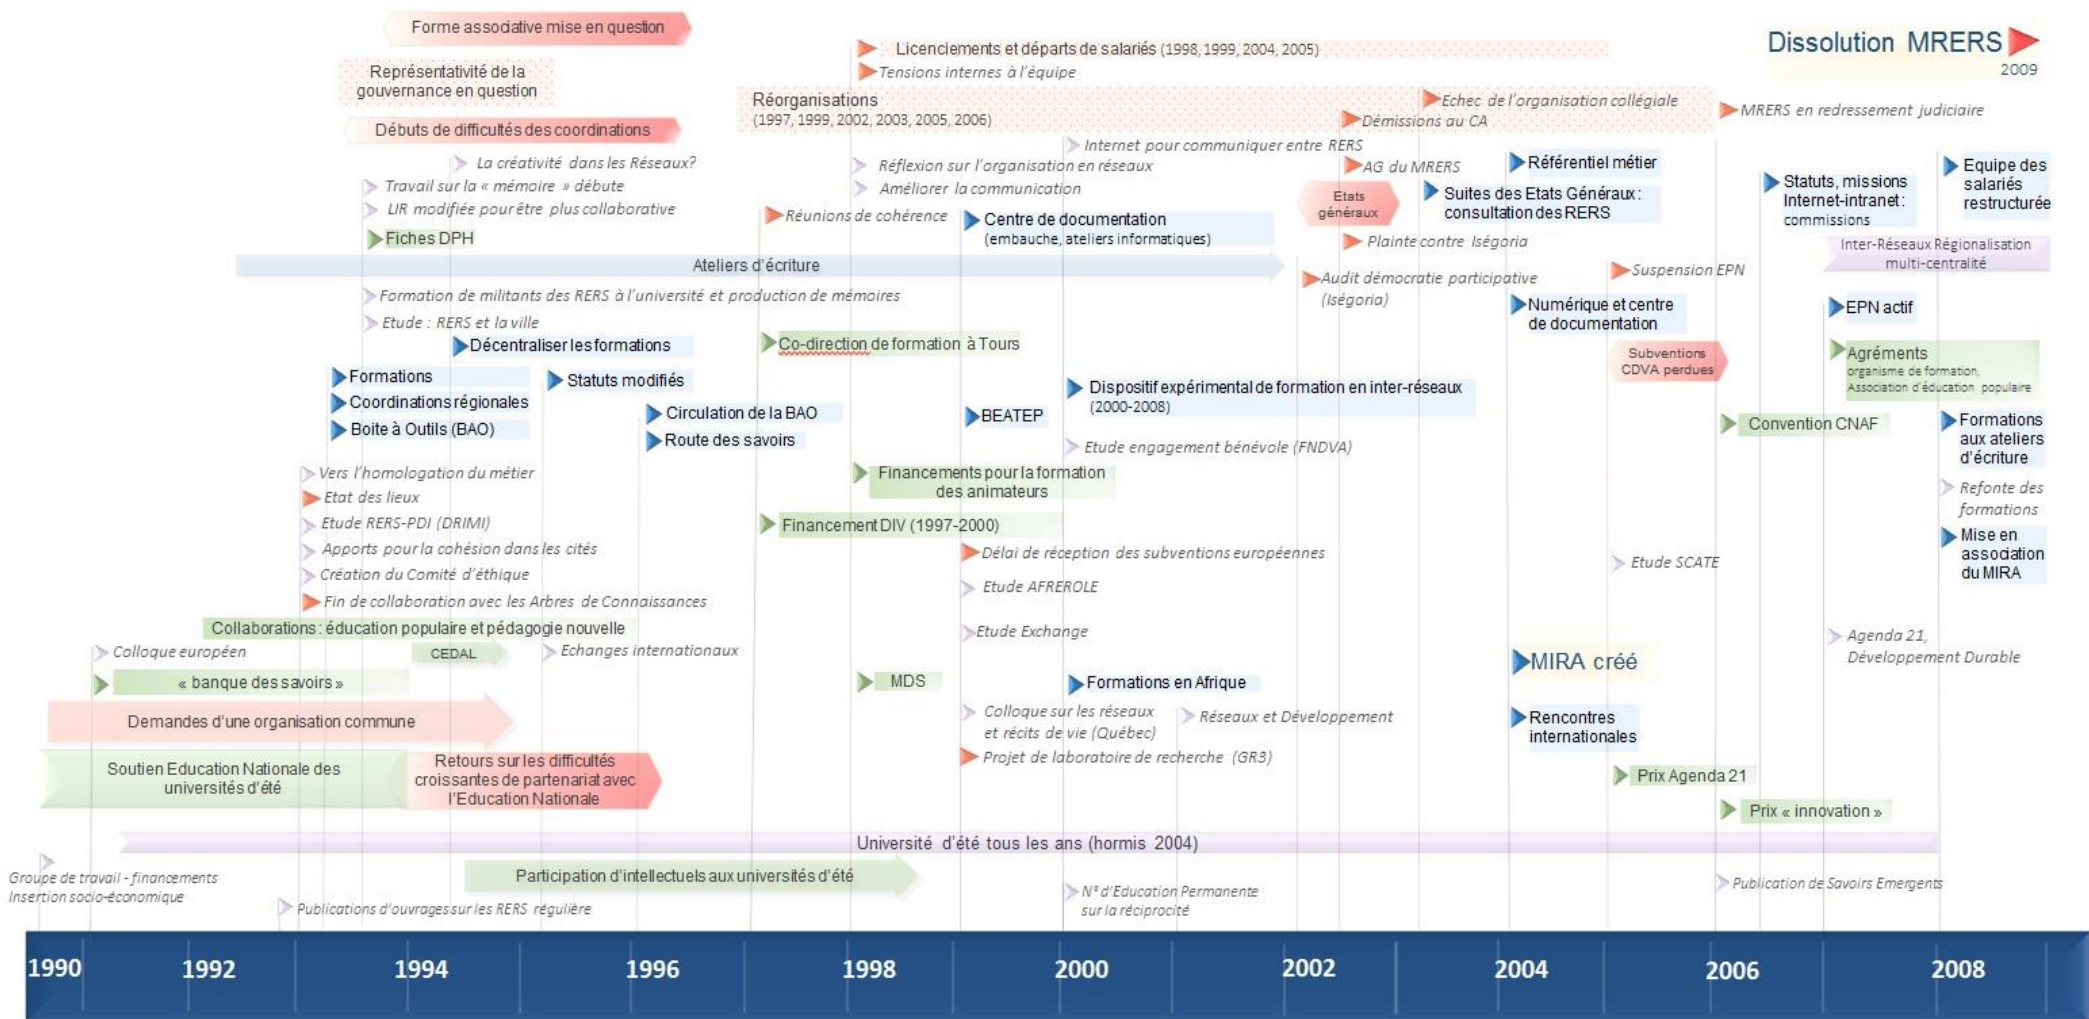 Forme associative mise en question
Représentativité de la
gouvernance en question
Débuts de difficultés des coordinations
La créativité dans les Réseaux?
Travail sur la « mémoire » débute
LIR modifiée pour être plus collaborative
Fiches DPH
Licenciements et départs de salariés (1998, 1999, 2004, 2005)
Tensions internes à l'équipe
Réorganisations
(1997, 1999, 2002, 2003, 2005, 2006)
Echec de l'organisation collégiale
Démissions au CA
Dissolution MRERS
2009
MRERS en redressement judiciaire
Internet pour communiquer entre RERS
Réflexion sur l'organisation en réseaux
Améliorer la communication
AG du MRERS
Référentiel métier
Etats
généraux
Suites des Etats Généraux :
consultation des RERS
Statuts, missions
Internet-intranet :
commissions
Equipe des
salariés
restructurée
Réunions de cohérence
Centre de documentation
(embauche, ateliers informatiques)
Plainte contre Iségoria
Inter-Réseaux Régionalisation
multi-centralité
Ateliers d'écriture
Audit démocratie participative
(Iségoria)
Suspension EPN
Formation de militants des RERS à l'université et production de mémoires
Etude : RERS et la ville
Numérique et centre
de documentation
EPN actif
Décentraliser les formations
Co-direction de formation à Tours
Subventions
CDVA perdues
Agréments
organisme de formation,
Association d'éducation populaire
Formations
Coordinations régionales
Boite à Outils (BAO)
Statuts modifiés
Circulation de la BAO
Route des savoirs
BEATEP
Dispositif expérimental de formation en inter-réseaux
(2000-2008)
Convention CNAF
Formations
aux ateliers
d'écriture
Etude engagement bénévole (FNDVA)
Vers l'homologation du métier
Etat des lieux
Etude RERS-PDI (DRIMI)
Apports pour la cohésion dans les cités
Création du Comité d'éthique
Fin de collaboration avec les Arbres de Connaissances
Financements pour la formation
des animateurs
Financement DIV (1997-2000)
Refonte des
formations
Mise en
association
du MIRA
Délai de réception des subventions européennes
Etude AFREROLE
Etude SCATE
Collaborations : éducation populaire et pédagogie nouvelle
Colloque européen
CEDAL
Echanges internationaux
Etude Exchange
Agenda 21,
Développement Durable
« banque des savoirs »
MDS
Formations en Afrique
MIRA créé
Demandes d'une organisation commune
Colloque sur les réseaux
et récits de vie (Québec)
Réseaux et Développement
Rencontres
internationales
Projet de laboratoire de recherche (GR3)
Soutien Education Nationale des
universités d'été
Retours sur les difficultés
croissantes de partenariat avec
l'Education Nationale
Prix Agenda 21
Prix « innovation »
Université d'été tous les ans (hormis 2004)
Groupe de travail - financements
Insertion socio-économique
Participation d'intellectuels aux universités d'été
Publications d'ouvrages sur les RERS régulière
N° d'Education Permanente
sur la réciprocité
Publication de Savoirs Emergents
1990 1992 1994 1996 1998 2000 2002 2004 2006 2008